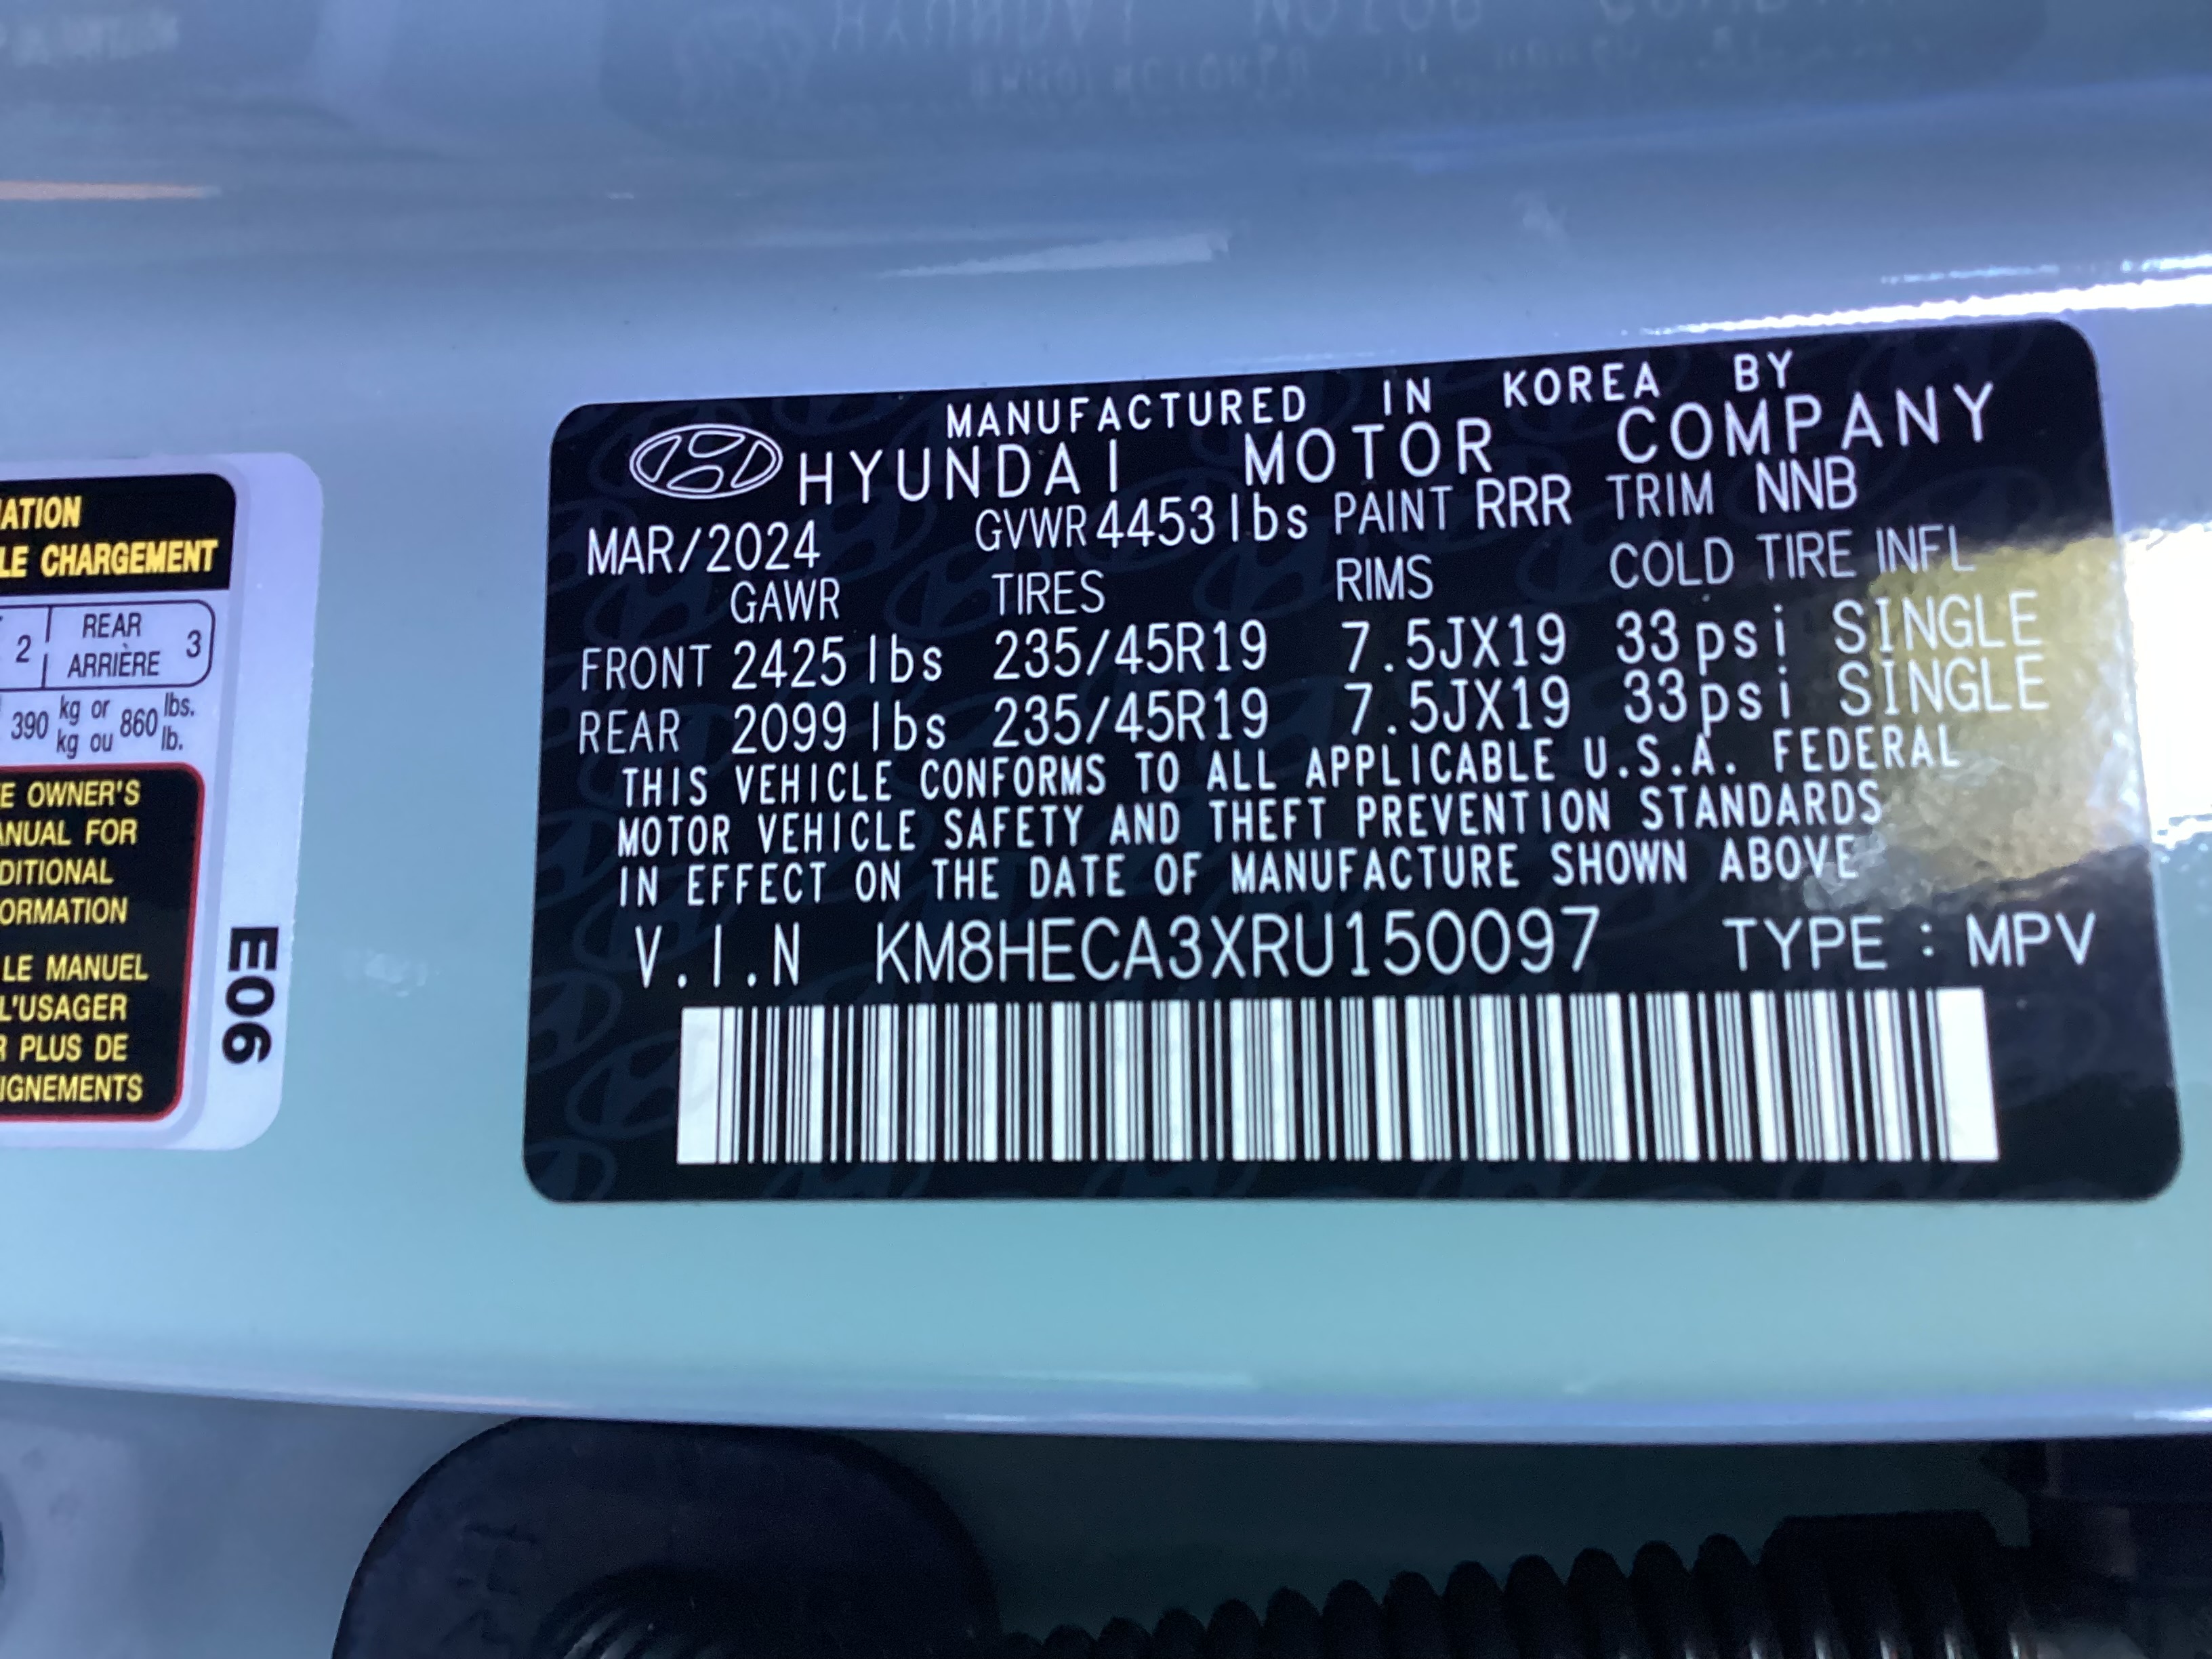 MANUFACTURED IN KOREA BY
HYUNDAI MOTOR COMPANY
MAR/2024 GVWR 4453 lbs PAINT RRR TRIM NNB
GAWR TIRES RIMS COLD TIRE INFL
FRONT 2425 lbs 235/45R19 7.5JX19 33psi SINGLE
REAR 2099 lbs 235/45R19 7.5JX19 33psi SINGLE
THIS VEHICLE CONFORMS TO ALL APPLICABLE U.S.A. FEDERAL
MOTOR VEHICLE SAFETY AND THEFT PREVENTION STANDARDS
IN EFFECT ON THE DATE OF MANUFACTURE SHOWN ABOVE
V.I.N KM8HECA3XRU150097 TYPE : MPV
ATION
LE CHARGEMENT
2 REAR ARRIÈRE 3
390 kg or 860 lbs.
kg ou lb.
E OWNER'S
ANUAL FOR
DITIONAL
ORMATION
LE MANUEL
L'USAGER
R PLUS DE
IGNEMENTS
E06